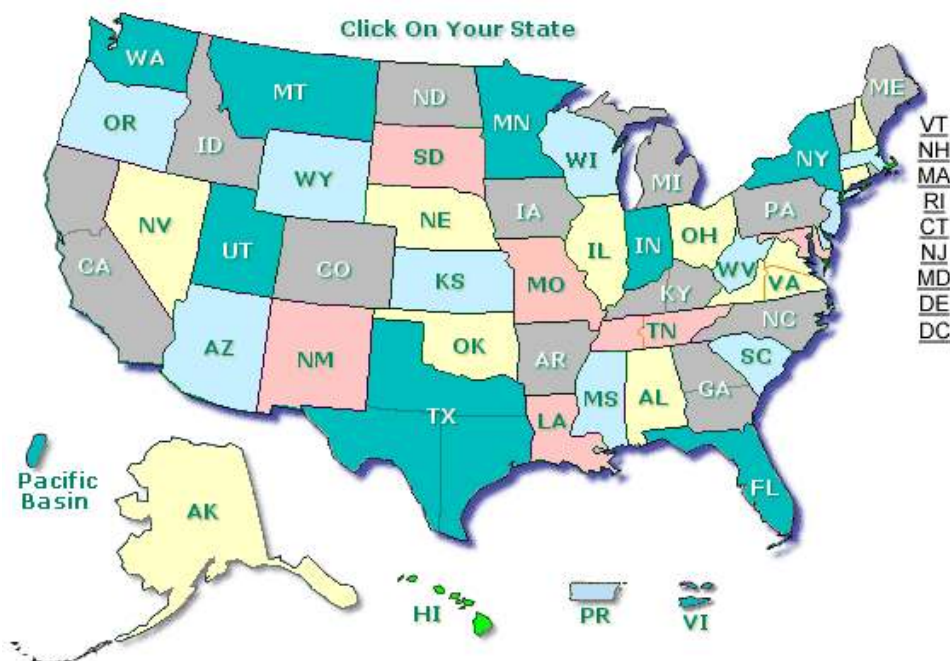 Click On Your State
WA
MT
ND
MN
ME
OR
ID
SD
WI
NY
VT
NH
WY
MI
MA
RI
NV
NE
IA
PA
CT
UT
CO
IL
IN
OH
NJ
CA
KS
MO
WV
VA
MD
KY
DE
AZ
NM
OK
AR
TN
NC
DC
TX
LA
MS
AL
GA
SC
FL
Pacific
Basin
AK
HI
PR
VI